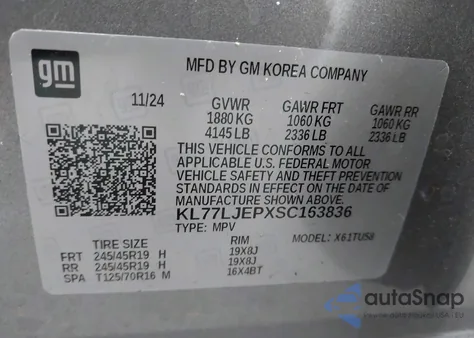 gm
MFD BY GM KOREA COMPANY
11/24 GVWR GAWR FRT GAWR RR
1880 KG 1060 KG 1060 KG
4145 LB 2336 LB 2336 LB
THIS VEHICLE CONFORMS TO ALL
APPLICABLE U.S. FEDERAL MOTOR
VEHICLE SAFETY AND THEFT PREVENTION
STANDARDS IN EFFECT ON THE DATE OF
MANUFACTURE SHOWN ABOVE.
KL77LJEPXSC153836
TYPE: MPV MODEL: X61TUS8
TIRE SIZE RIM
FRT 245/45R19 H 19X8J
RR 245/45R19 H 19X8J
SPA T125/70R16 M 16X4BT
autoSnap